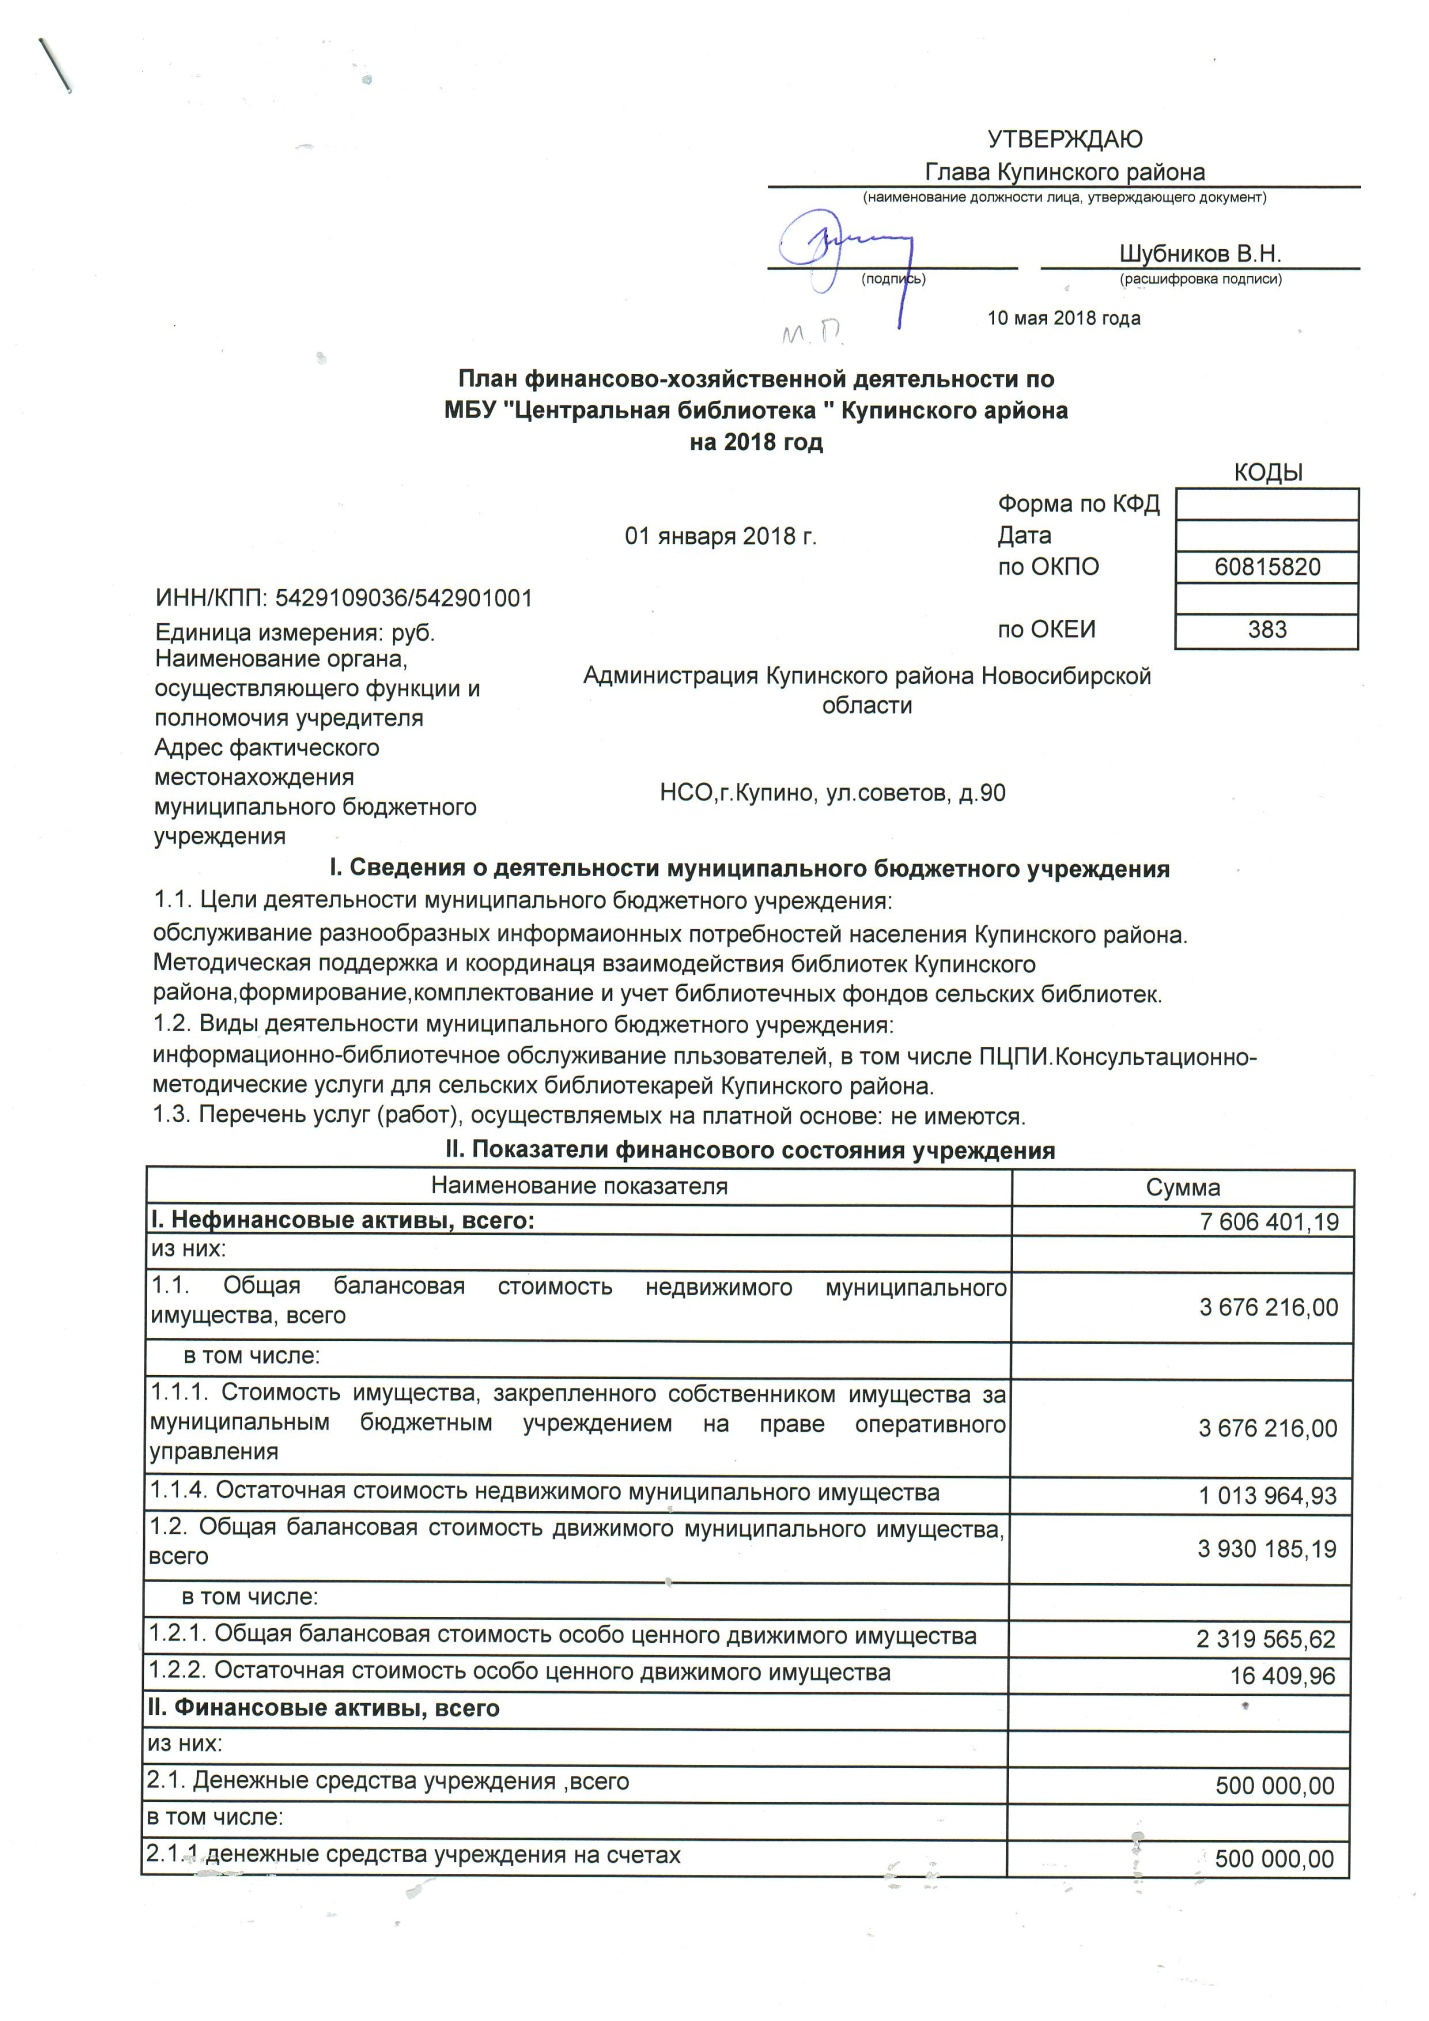 УТВЕРЖДАЮ
Глава Купинского района
(наименование должности лица, утверждающего документ)
Шубников В.Н.
(подпись) (расшифровка подписи)
10 мая 2018 года
М.П.
План финансово-хозяйственной деятельности по
МБУ "Центральная библиотека " Купинского арйона
на 2018 год
КОДЫ
Форма по КФД
01 января 2018 г. Дата
по ОКПО 60815820
ИНН/КПП: 5429109036/542901001
Единица измерения: руб. по ОКЕИ 383
Наименование органа,
осуществляющего функции и
полномочия учредителя
Администрация Купинского района Новосибирской
области
Адрес фактического
местонахождения
муниципального бюджетного
учреждения
НСО,г.Купино, ул.советов, д.90
I. Сведения о деятельности муниципального бюджетного учреждения
1.1. Цели деятельности муниципального бюджетного учреждения:
обслуживание разнообразных информаионных потребностей населения Купинского района.
Методическая поддержка и координаця взаимодействия библиотек Купинского
района,формирование,комплектование и учет библиотечных фондов сельских библиотек.
1.2. Виды деятельности муниципального бюджетного учреждения:
информационно-библиотечное обслуживание пльзователей, в том числе ПЦПИ.Консультационно-
методические услуги для сельских библиотекарей Купинского района.
1.3. Перечень услуг (работ), осуществляемых на платной основе: не имеются.
II. Показатели финансового состояния учреждения
Наименование показателя Сумма
I. Нефинансовые активы, всего: 7 606 401,19
из них:
1.1. Общая балансовая стоимость недвижимого муниципального
имущества, всего 3 676 216,00
в том числе:
1.1.1. Стоимость имущества, закрепленного собственником имущества за
муниципальным бюджетным учреждением на праве оперативного
управления 3 676 216,00
1.1.4. Остаточная стоимость недвижимого муниципального имущества 1 013 964,93
1.2. Общая балансовая стоимость движимого муниципального имущества,
всего 3 930 185,19
в том числе:
1.2.1. Общая балансовая стоимость особо ценного движимого имущества 2 319 565,62
1.2.2. Остаточная стоимость особо ценного движимого имущества 16 409,96
II. Финансовые активы, всего
из них:
2.1. Денежные средства учреждения ,всего 500 000,00
в том числе:
2.1.1 денежные средства учреждения на счетах 500 000,00